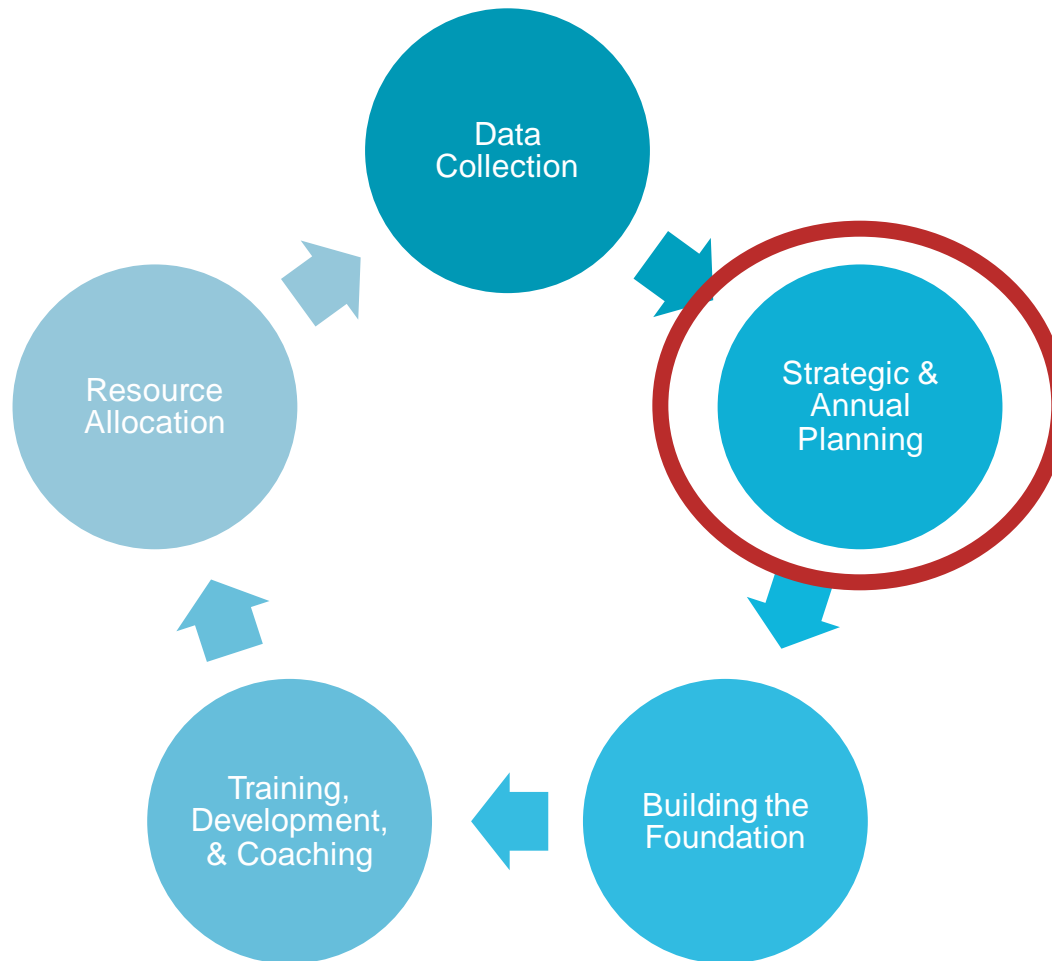 Data
Collection
Strategic &
Annual
Planning
Building the
Foundation
Training,
Development,
& Coaching
Resource
Allocation